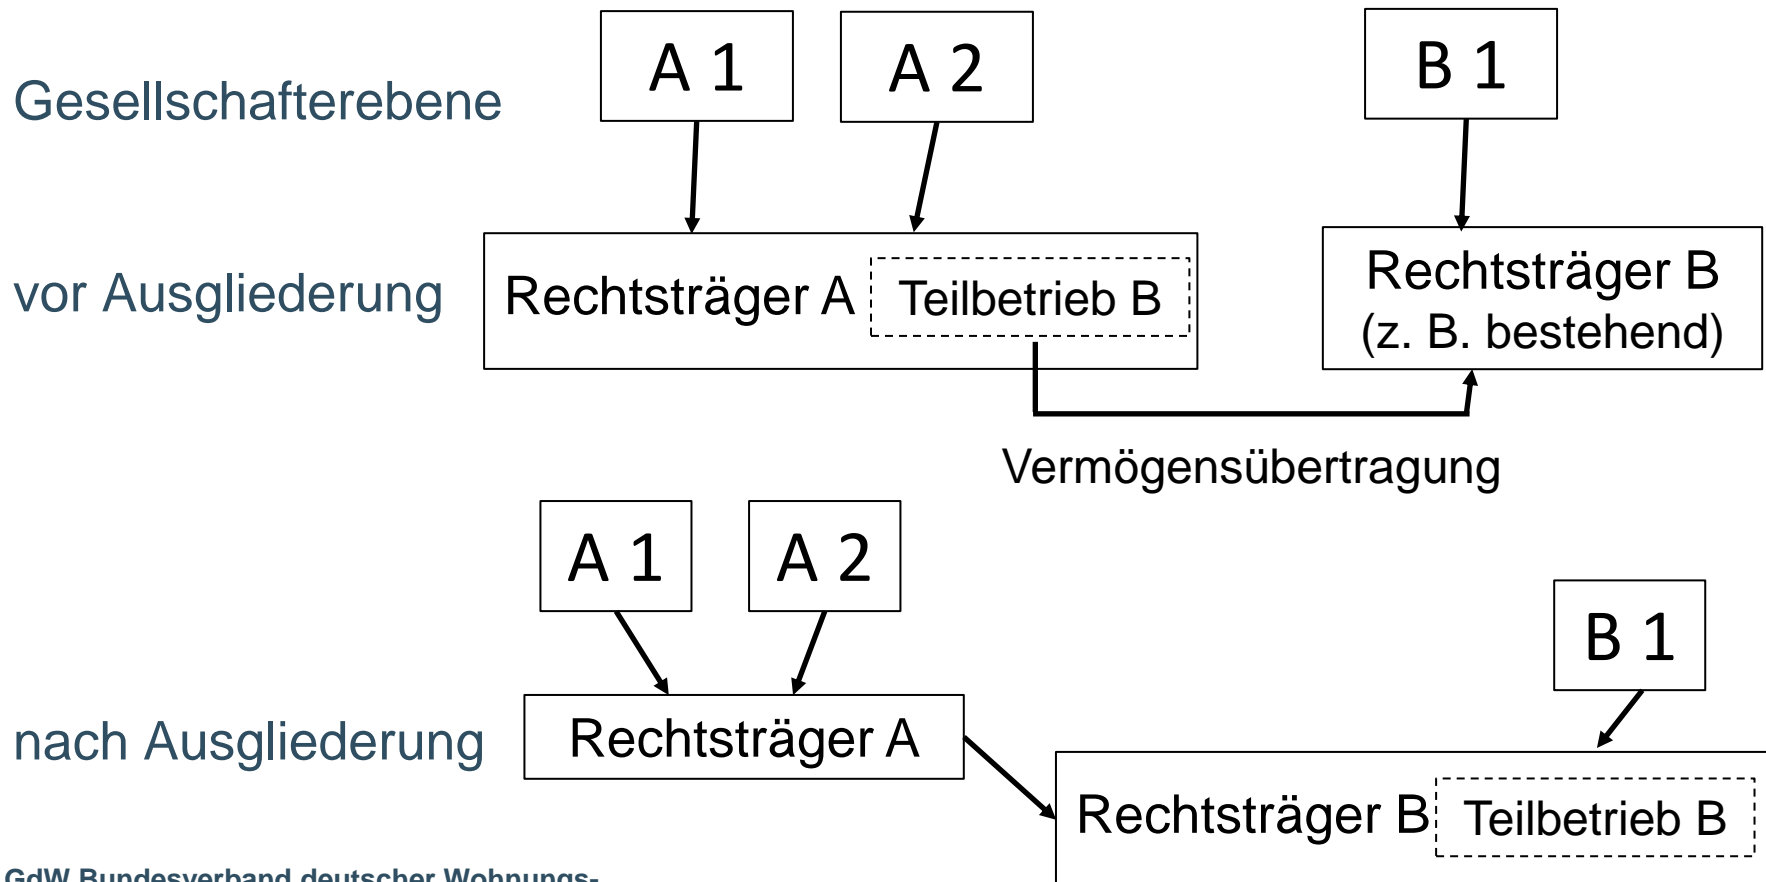 A 1
A 2
B 1
Gesellschafterebene
vor Ausgliederung
Rechtsträger A
Teilbetrieb B
Rechtsträger B
(z. B. bestehend)
Vermögensübertragung
A 1
A 2
B 1
nach Ausgliederung
Rechtsträger A
Rechtsträger B
Teilbetrieb B
GdW Bundesverband deutscher Wohnungs-